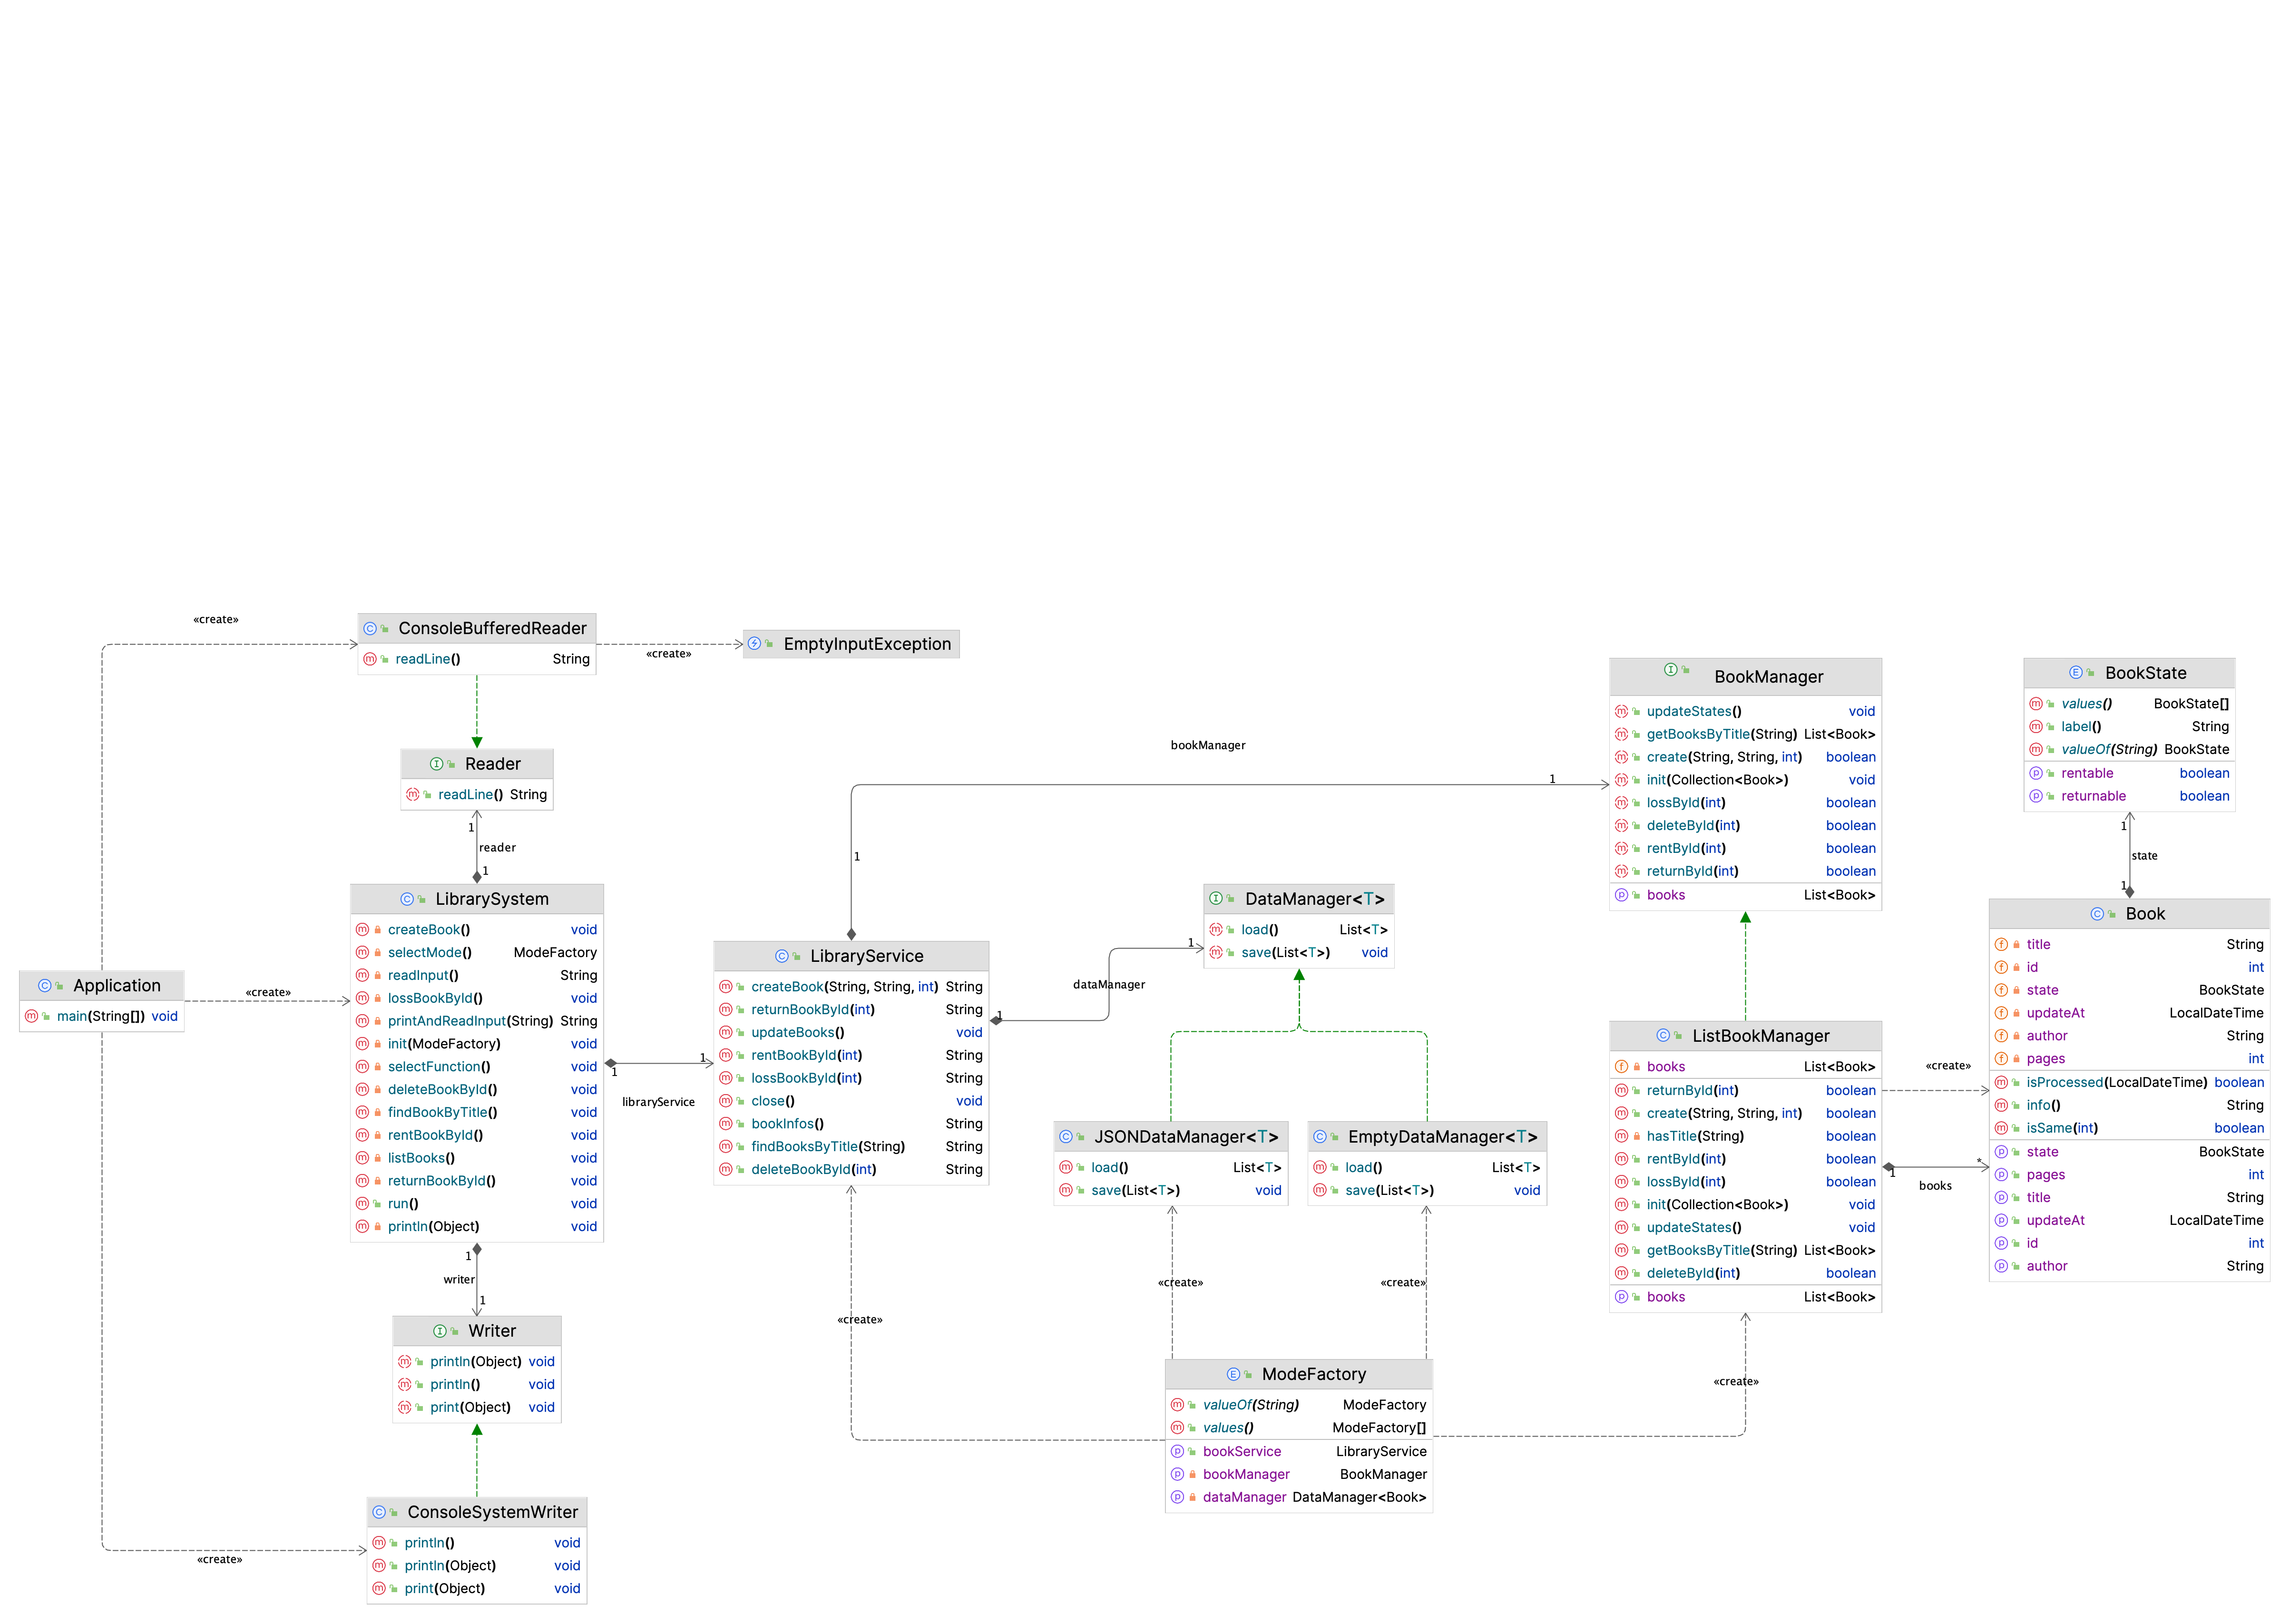 «create»
ConsoleBufferedReader
readLine() String
«create»
EmptyInputException
Reader
readLine() String
1
reader
1
LibrarySystem
createBook() void
selectMode() ModeFactory
readInput() String
lossBookById() void
printAndReadInput(String) String
init(ModeFactory) void
selectFunction() void
deleteBookById() void
findBookByTitle() void
rentBookById() void
listBooks() void
returnBookById() void
run() void
println(Object) void
Application
main(String[]) void
«create»
1
writer
1
Writer
println(Object) void
println() void
print(Object) void
ConsoleSystemWriter
println() void
println(Object) void
print(Object) void
«create»
1
1
libraryService
LibraryService
createBook(String, String, int) String
returnBookById(int) String
updateBooks() void
rentBookById(int) String
lossBookById(int) String
close() void
bookInfos() String
findBooksByTitle(String) String
deleteBookById(int) String
bookManager
1
1
1
dataManager
1
DataManager<T>
load() List<T>
save(List<T>) void
JSONDataManager<T>
load() List<T>
save(List<T>) void
EmptyDataManager<T>
load() List<T>
save(List<T>) void
«create»
«create»
«create»
«create»
ModeFactory
valueOf(String) ModeFactory
values() ModeFactory[]
bookService LibraryService
bookManager BookManager
dataManager DataManager<Book>
BookManager
updateStates() void
getBooksByTitle(String) List<Book>
create(String, String, int) boolean
init(Collection<Book>) void
lossById(int) boolean
deleteById(int) boolean
rentById(int) boolean
returnById(int) boolean
books List<Book>
ListBookManager
books List<Book>
returnById(int) boolean
create(String, String, int) boolean
hasTitle(String) boolean
rentById(int) boolean
lossById(int) boolean
init(Collection<Book>) void
updateStates() void
getBooksByTitle(String) List<Book>
deleteById(int) boolean
books List<Book>
«create»
*
1
books
BookState
values() BookState[]
label() String
valueOf(String) BookState
rentable boolean
returnable boolean
1
state
1
Book
title String
id int
state BookState
updateAt LocalDateTime
author String
pages int
isProcessed(LocalDateTime) boolean
info() String
isSame(int) boolean
state BookState
pages int
title String
updateAt LocalDateTime
id int
author String